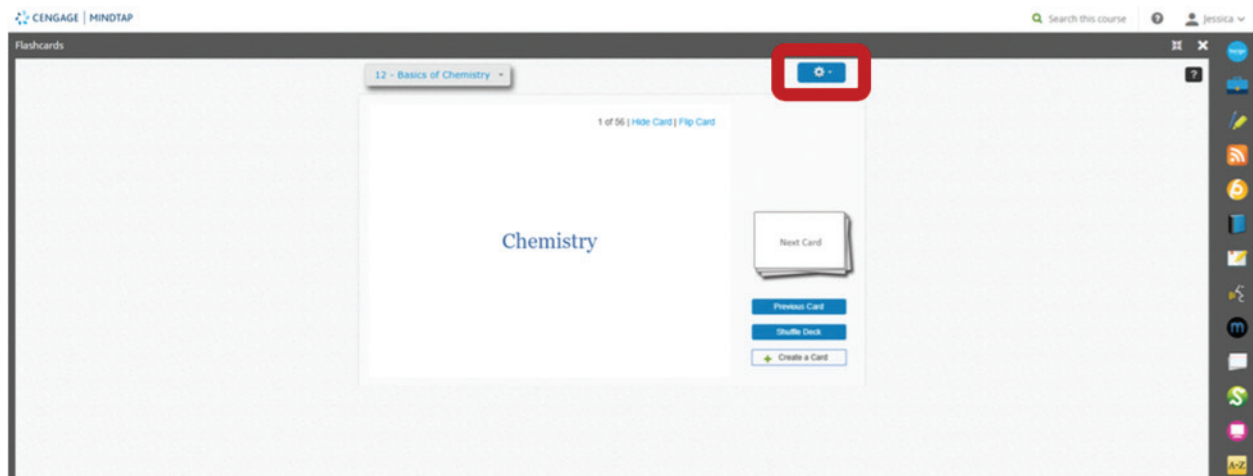 CENGAGE | MINDTAP
Search this course
?
Jessica
Flashcards
?
12 - Basics of Chemistry
1 of 56 | Hide Card | Flip Card
Chemistry
Next Card
Previous Card
Shuffle Deck
+ Create a Card
m
S
A-Z